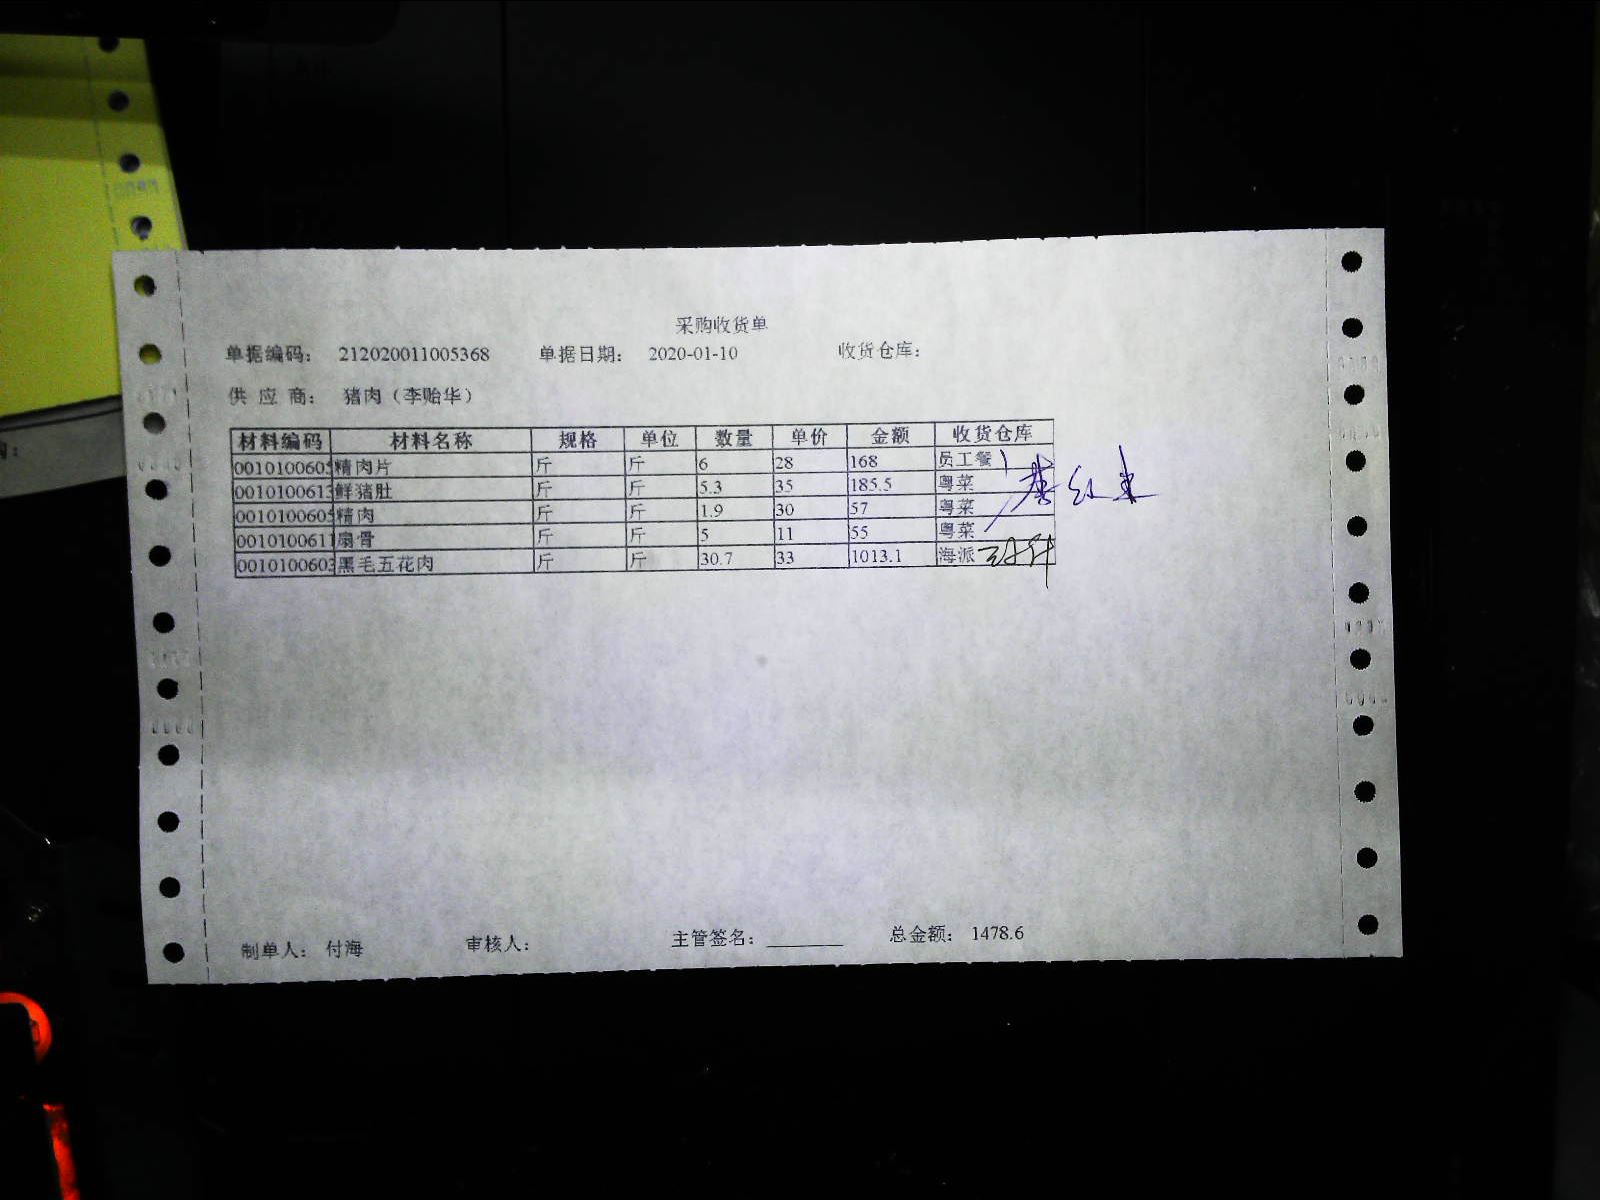 采购收货单
单据编码: 212020011005368 单据日期: 2020-01-10 收货仓库:
供 应 商: 猪肉(李贻华)
材料编码 材料名称 规格 单位 数量 单价 金额 收货仓库
0010100605 精肉片 斤 斤 6 28 168 员工餐
0010100613 鲜猪肚 斤 斤 5.3 35 185.5 粤菜
0010100605 精肉 斤 斤 1.9 30 57 粤菜
0010100611 扇骨 斤 斤 5 11 55 粤菜
0010100603 黑毛五花肉 斤 斤 30.7 33 1013.1 海派
制单人: 付海 审核人: 主管签名: ________ 总金额: 1478.6